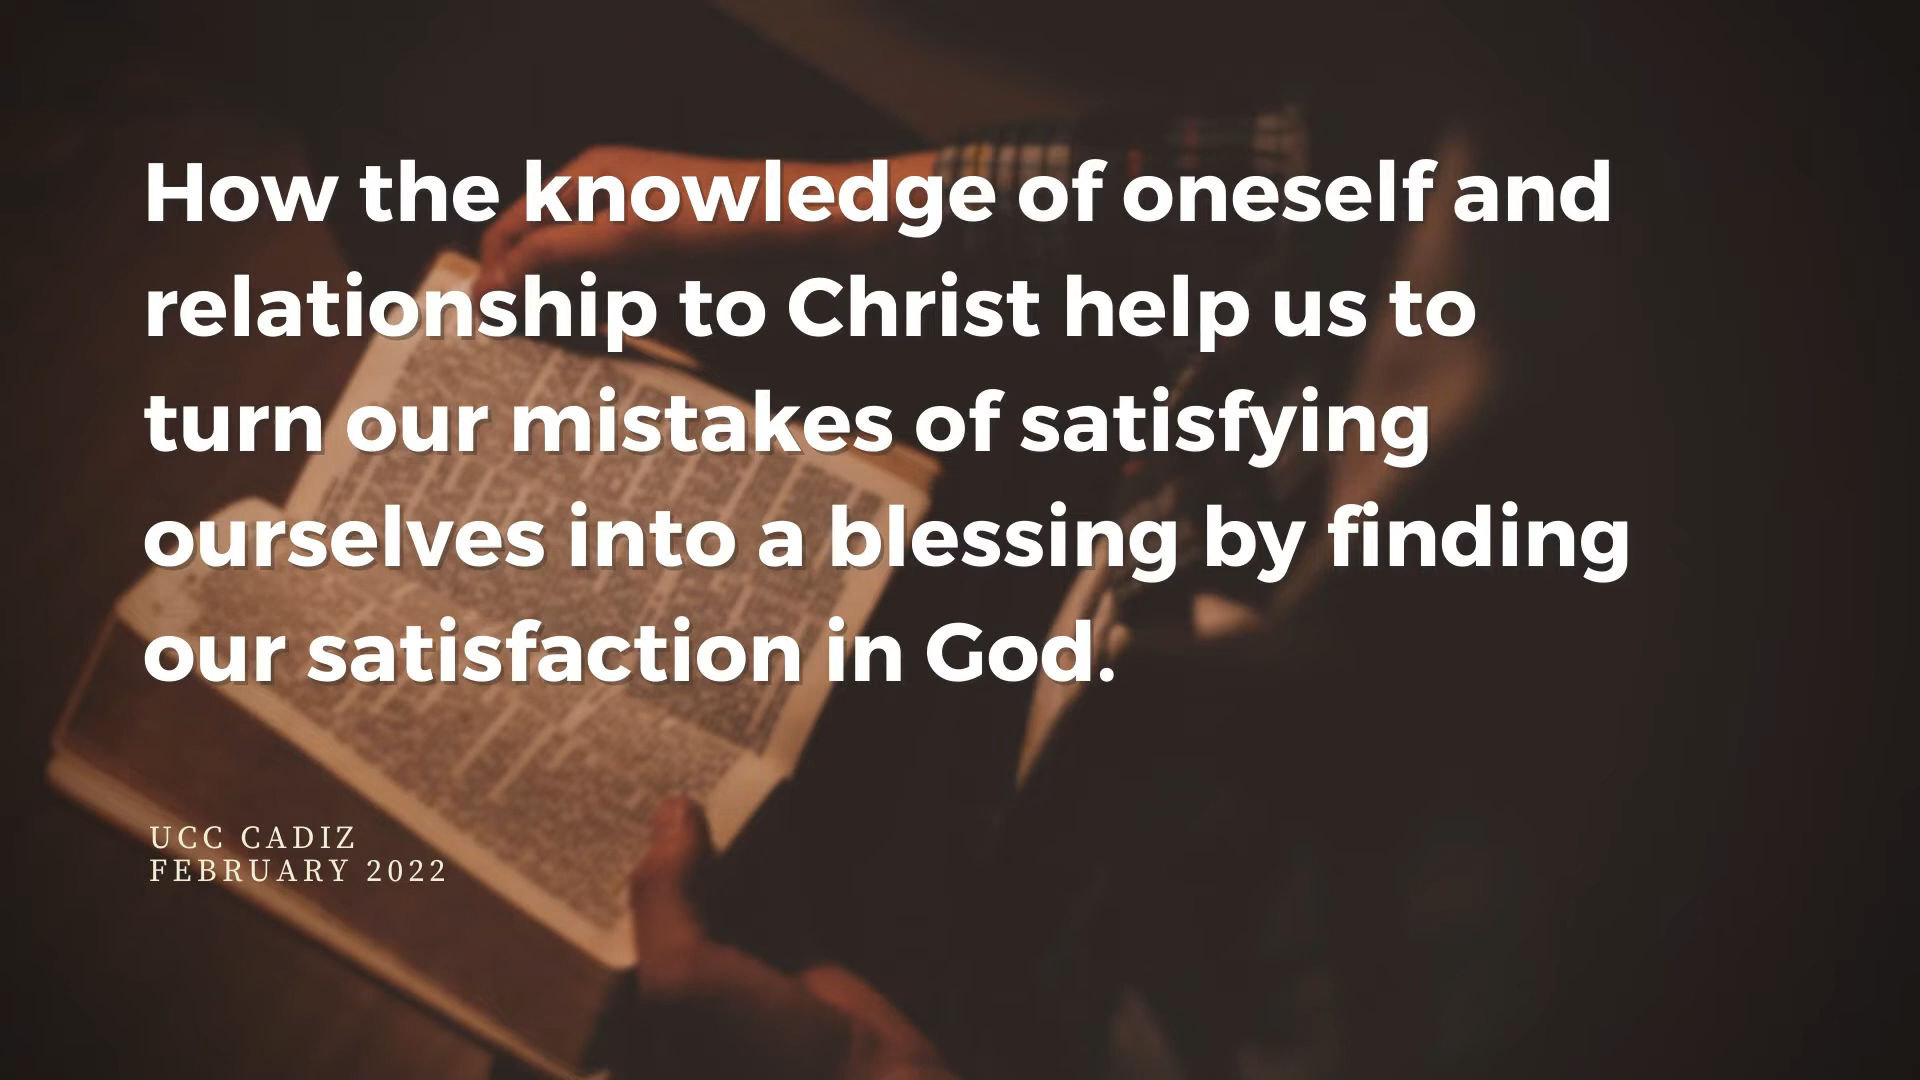 How the knowledge of oneself and
relationship to Christ help us to
turn our mistakes of satisfying
ourselves into a blessing by finding
our satisfaction in God.
UCC CADIZ
FEBRUARY 2022